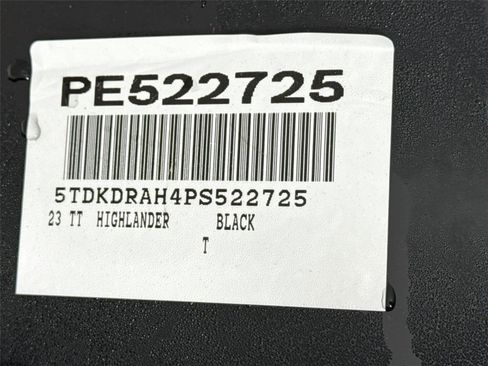 PE522725
5TDKDRAH4PS522725
23 TT HIGHLANDER BLACK
T